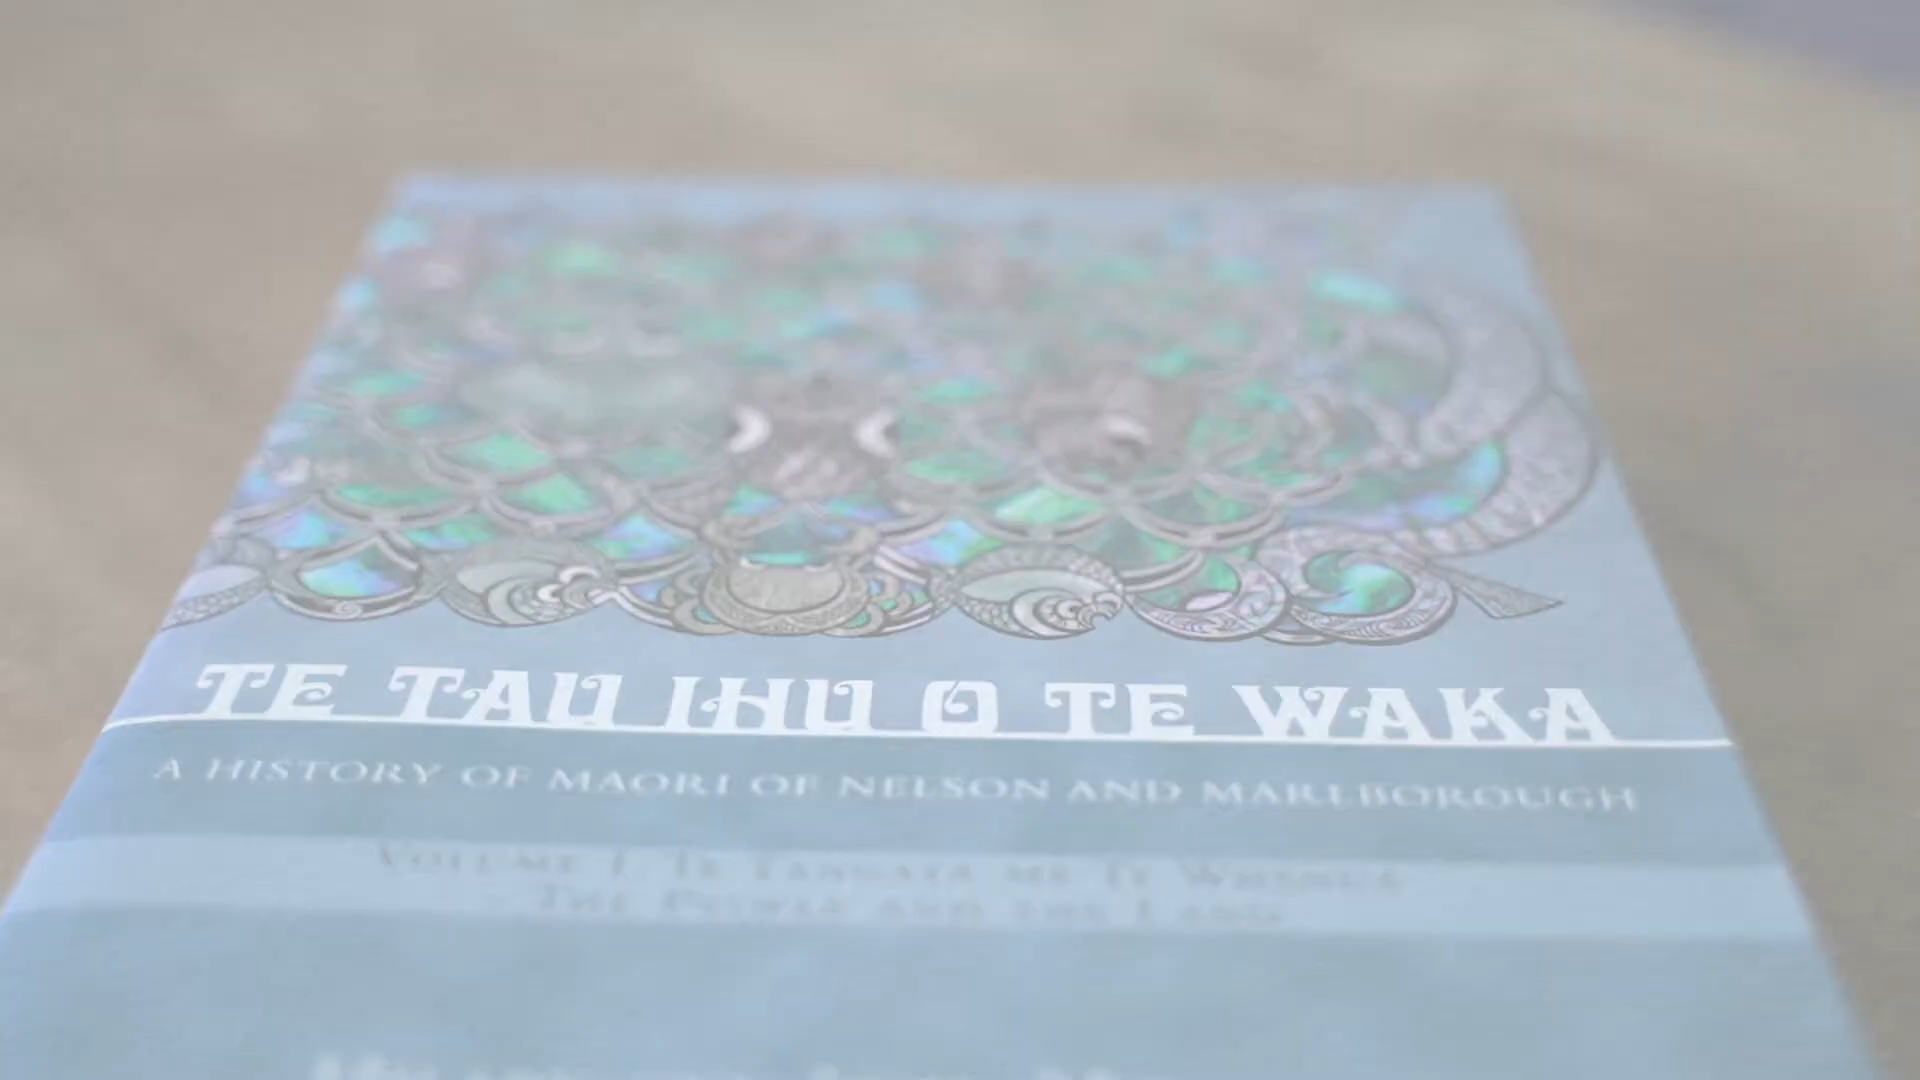 TE TAU IHU O TE WAKA
A HISTORY OF MAORI OF NELSON AND MARLBOROUGH
VOLUME I: TE TANGATA ME TE WHENUA
THE PEOPLE AND THE LAND